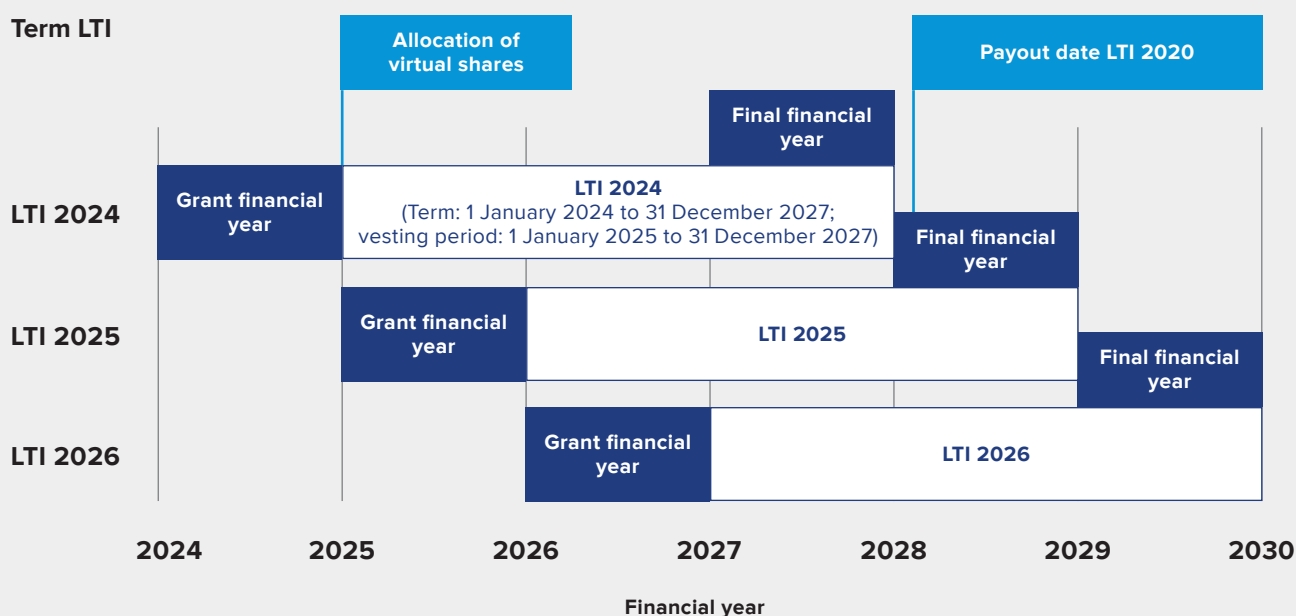 Term LTI
Allocation of
virtual shares
Payout date LTI 2020
Final financial
year
LTI 2024
Grant financial
year
LTI 2024
(Term: 1 January 2024 to 31 December 2027;
vesting period: 1 January 2025 to 31 December 2027)
Final financial
year
LTI 2025
Grant financial
year
LTI 2025
Final financial
year
LTI 2026
Grant financial
year
LTI 2026
2024
2025
2026
2027
2028
2029
2030
Financial year